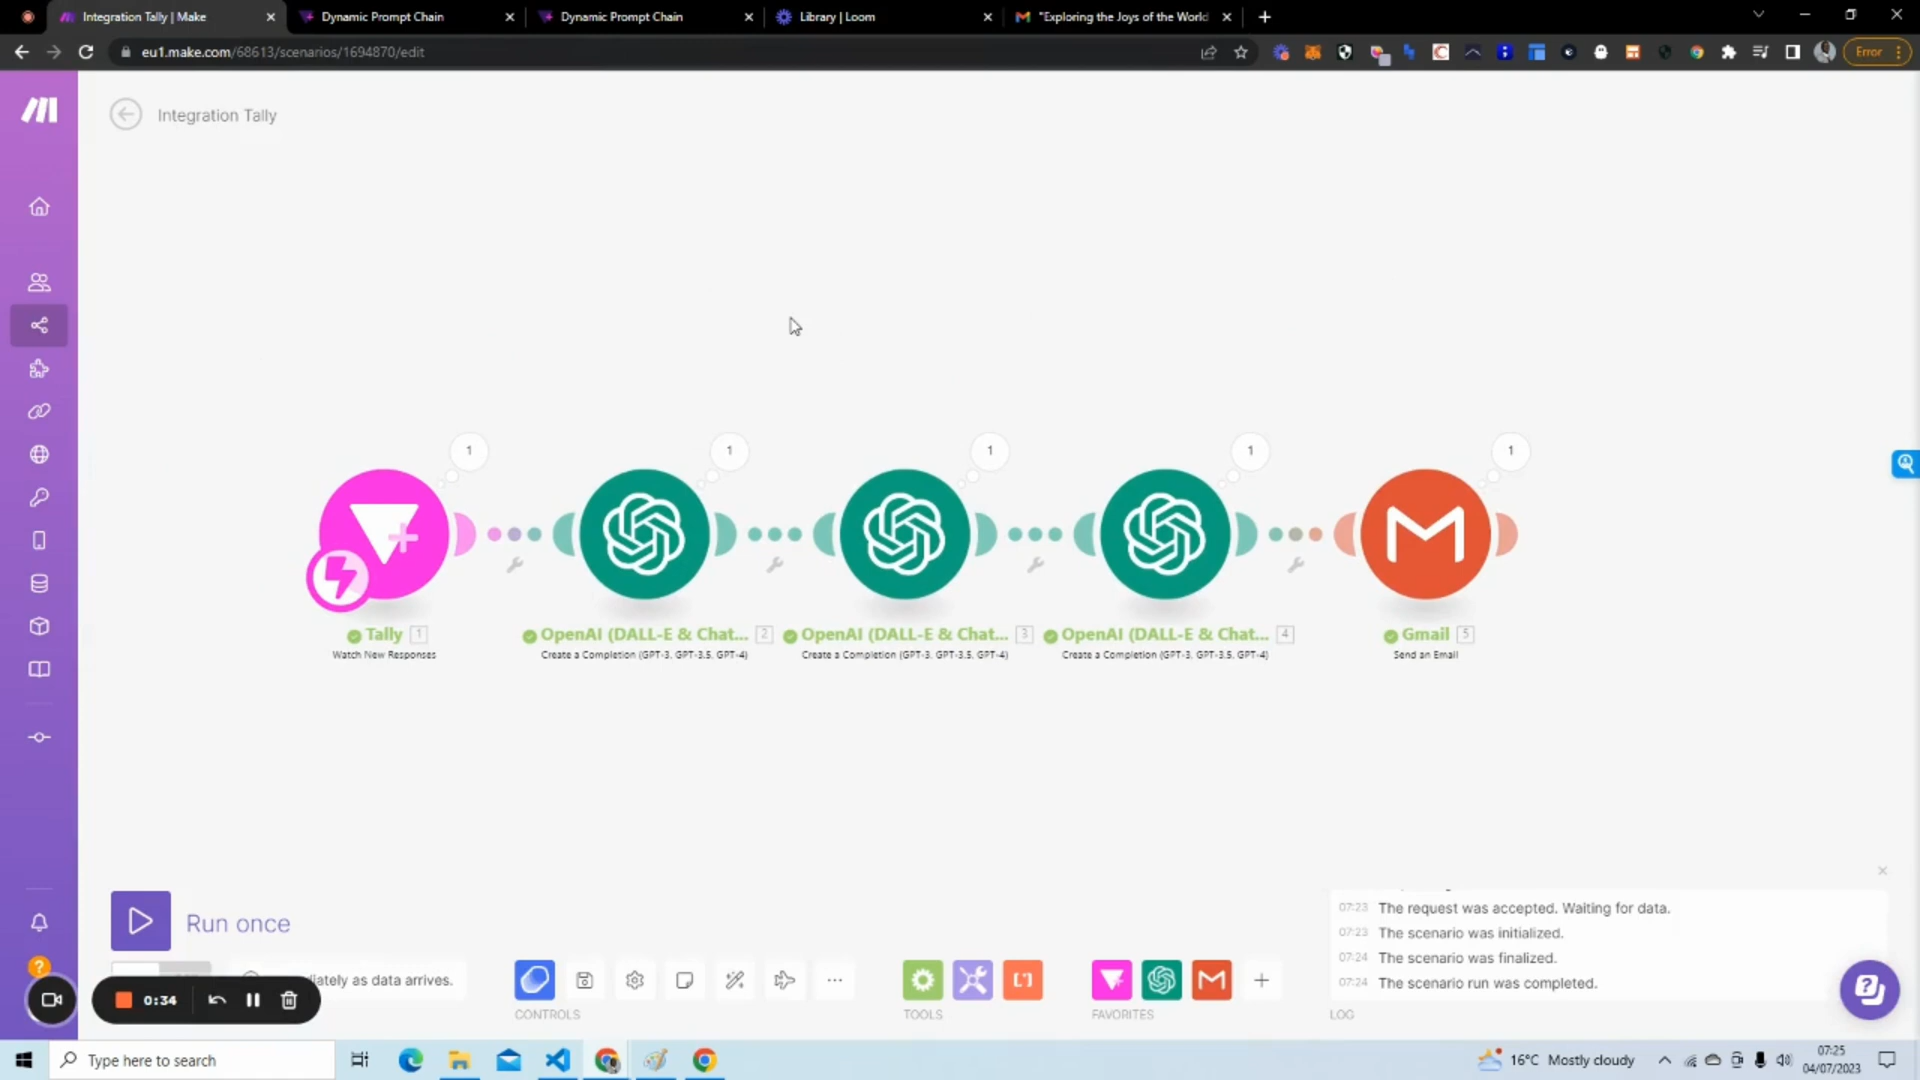 Integration Tally | Make
Dynamic Prompt Chain
Dynamic Prompt Chain
Library | Loom
"Exploring the Joys of the World
eu1.make.com/68613/scenarios/1694870/edit
Error
Integration Tally
1
1
1
1
1
Tally 1
Watch New Responses
OpenAI (DALL-E & Chat... 2
Create a Completion (GPT-3, GPT-3.5, GPT-4)
OpenAI (DALL-E & Chat... 3
Create a Completion (GPT-3, GPT-3.5, GPT-4)
OpenAI (DALL-E & Chat... 4
Create a Completion (GPT-3, GPT-3.5, GPT-4)
Gmail 5
Send an Email
Run once
diately as data arrives.
0:34
CONTROLS
TOOLS
FAVORITES
07:23 The request was accepted. Waiting for data.
07:23 The scenario was initialized.
07:24 The scenario was finalized.
07:24 The scenario run was completed.
LOG
Type here to search
16°C Mostly cloudy
07:25
04/07/2023